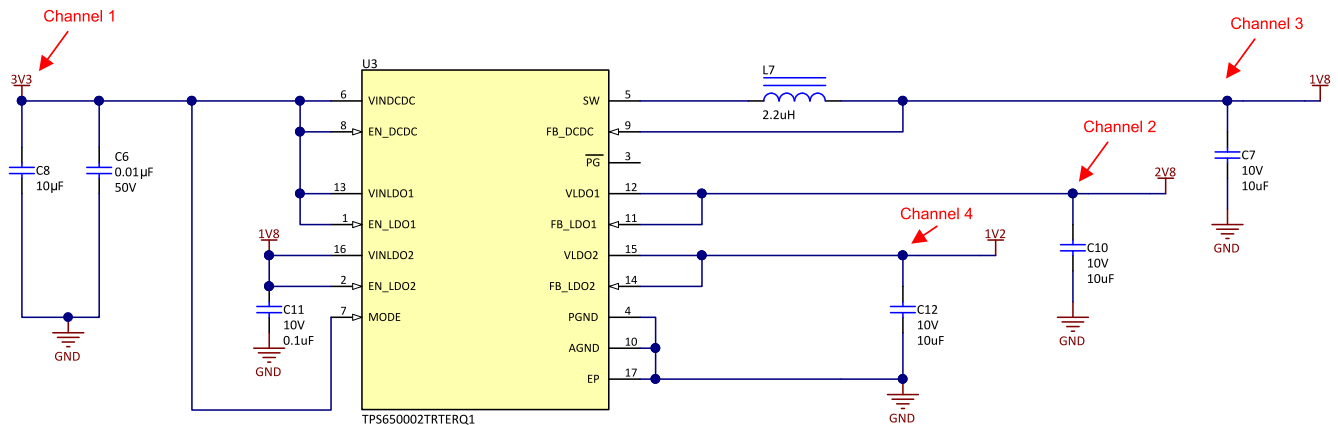 Channel 1
Channel 3
3V3
U3
L7
1V8
6 VINDCDC SW 5
2.2uH
8 EN_DCDC FB_DCDC 9
Channel 2
C8
10µF
C6
0.01µF
50V
PG 3
C7
10V
10uF
13 VINLDO1 VLDO1 12
2V8
1 EN_LDO1 FB_LDO1 11
Channel 4
1V8
1V2
GND
16 VINLDO2 VLDO2 15
C10
10V
10uF
2 EN_LDO2 FB_LDO2 14
C11
10V
0.1uF
7 MODE PGND 4
C12
10V
10uF
GND
GND
AGND 10
GND
EP 17
GND
TPS650002TRTERQ1